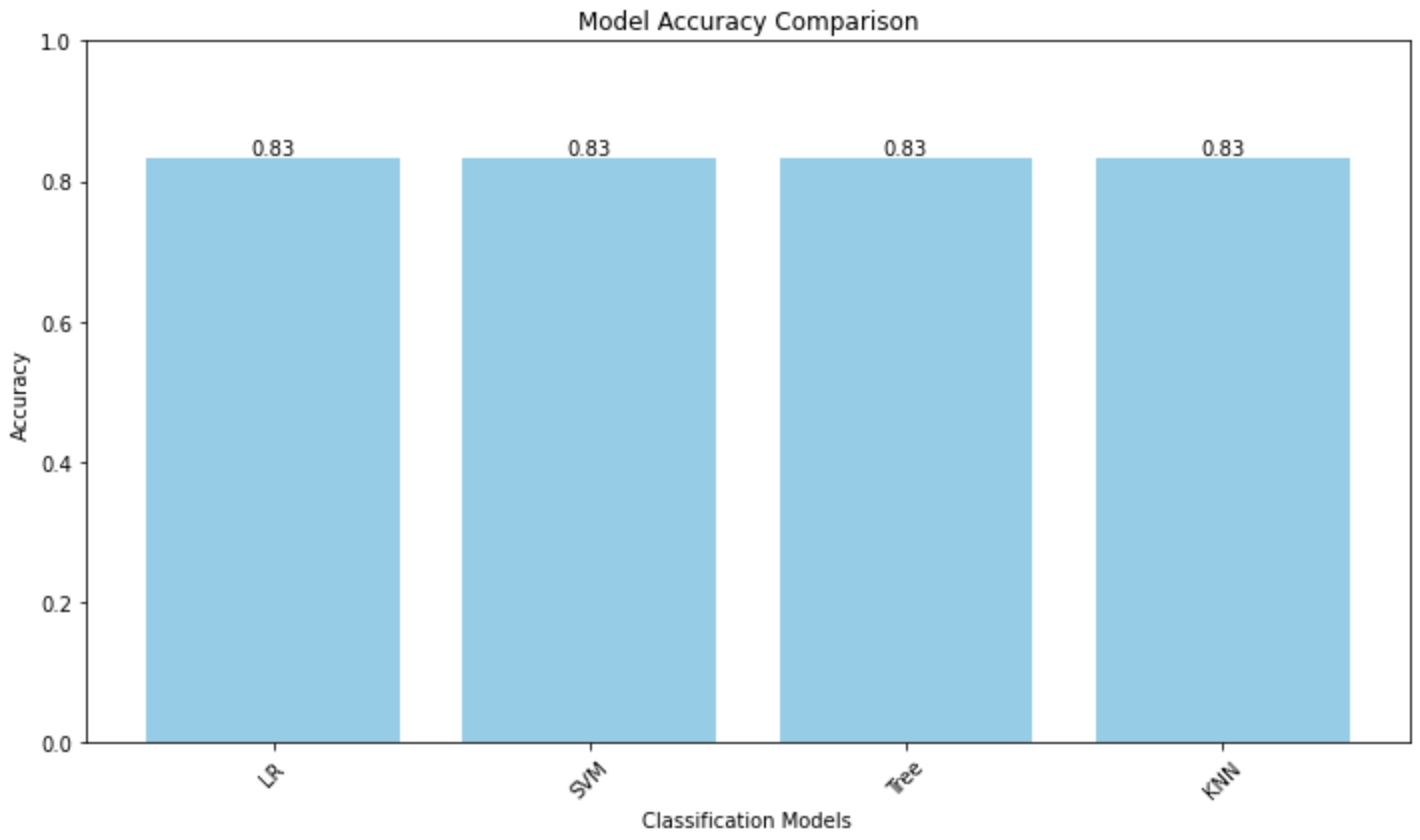 Model Accuracy Comparison
1.0
0.8
0.6
0.4
0.2
0.0
Accuracy
0.83 0.83 0.83 0.83
LR SVM Tree KNN
Classification Models